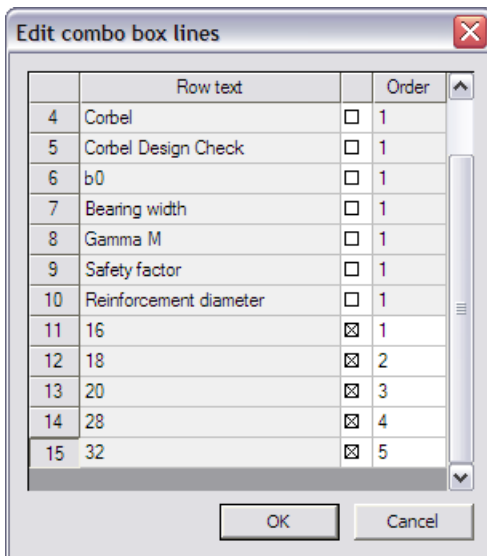 Edit combo box lines
Row text Order
4 Corbel 1
5 Corbel Design Check 1
6 b0 1
7 Bearing width 1
8 Gamma M 1
9 Safety factor 1
10 Reinforcement diameter 1
11 16 1
12 18 2
13 20 3
14 28 4
15 32 5
OK Cancel